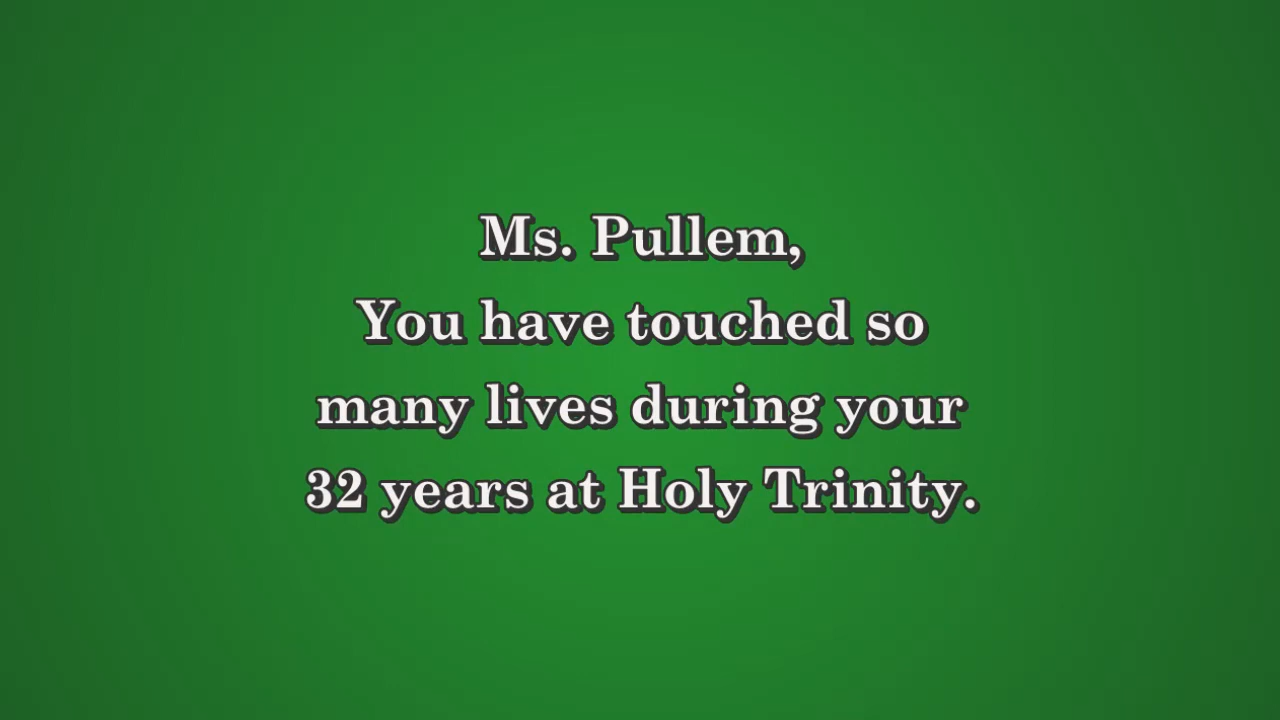 Ms. Pullem,
You have touched so
many lives during your
32 years at Holy Trinity.